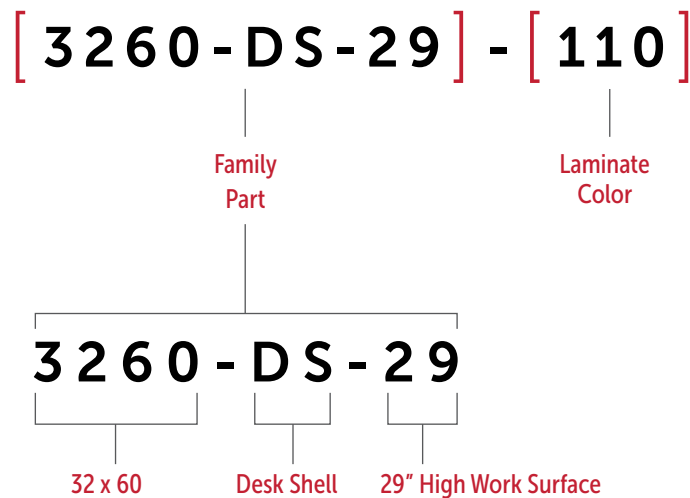 [3260-DS-29] - [110]
Family
Part
Laminate
Color
3260-DS-29
32 x 60
Desk Shell
29” High Work Surface